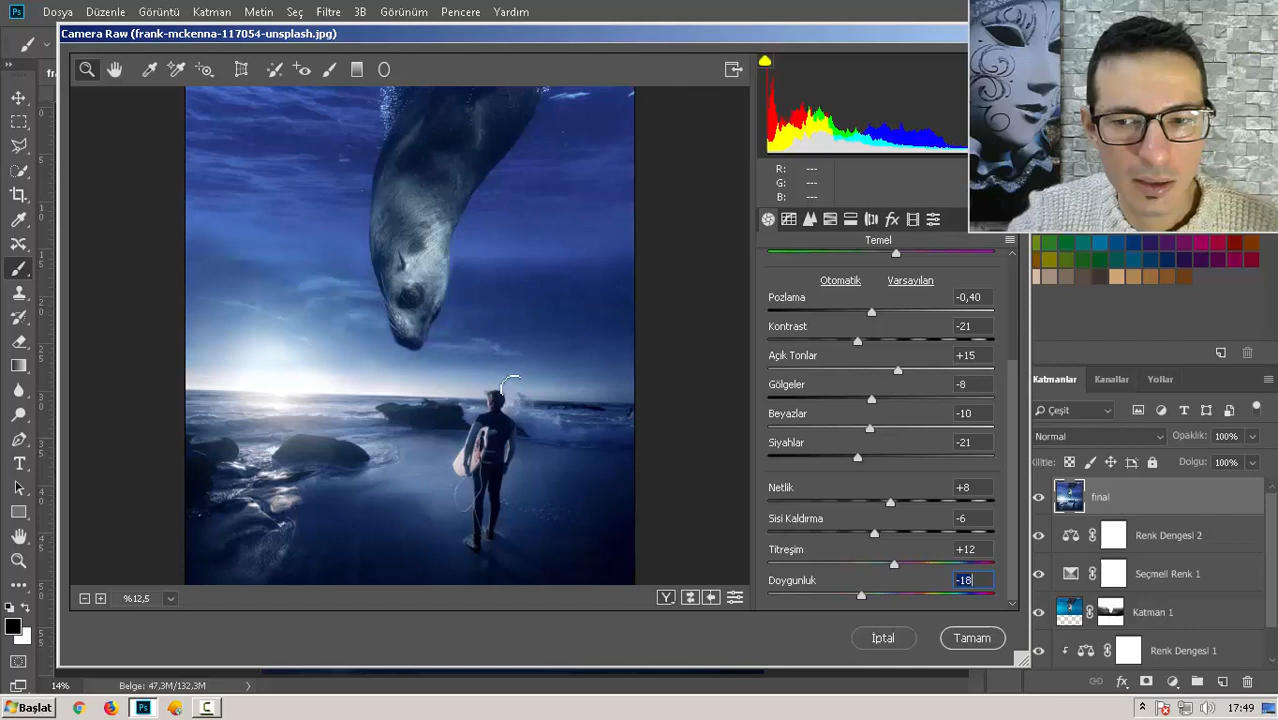 Ps Dosya Düzenle Görüntü Katman Metin Seç Filtre 3B Görünüm Pencere Yardım
Camera Raw (frank-mckenna-117054-unsplash.jpg)
R: ---
G: ---
B: ---
Temel
Otomatik Varsayılan
Pozlama -0,40
Kontrast -21
Açık Tonlar +15
Gölgeler -8
Beyazlar -10
Siyahlar -21
Netlik +8
Sisi Kaldırma -6
Titreşim +12
Doygunluk -18
%12,5
İptal Tamam
Katmanlar Kanallar Yollar
Çeşit
Normal Opaklık: 100%
Kilitle: Dolgu: 100%
final
Renk Dengesi 2
Seçmeli Renk 1
Katman 1
Renk Dengesi 1
14% Belge: 47,3M/132,3M
Başlat 17:49